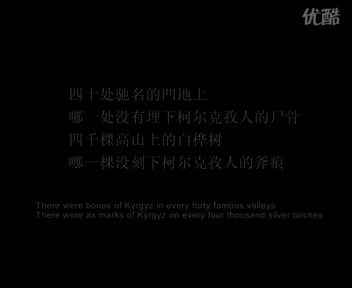 优酷
四十处驰名的凹地上
哪一处没有埋下柯尔克孜人的尸骨
四千棵高山上的白桦树
哪一棵没刻下柯尔克孜人的斧痕
There were bones of Kyrgyz in every forty famous valleys
There were ax marks of Kyrgyz on every four thousand silver birches